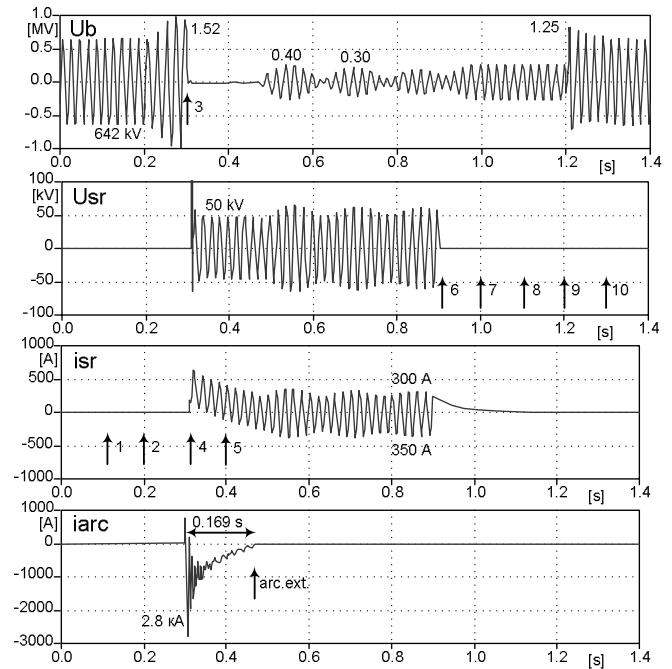 1.0
[MV]
Ub
1.52
1.25
0.5
0.40
0.30
0.0
3
-0.5
642 kV
-1.0
0.0 0.2 0.4 0.6 0.8 1.0 1.2 1.4
[s]
100
[kV]
Usr
50 kV
50
0
-50
6 7 8 9 10
-100
0.0 0.2 0.4 0.6 0.8 1.0 1.2 1.4
[s]
1000
[A]
isr
300 A
500
0
-500
1 2 4 5
350 A
-1000
0.0 0.2 0.4 0.6 0.8 1.0 1.2 1.4
[s]
1000
[A]
iarc
0.169 s
0
-1000
arc.ext.
-2000
2.8 кА
-3000
0.0 0.2 0.4 0.6 0.8 1.0 1.2 1.4
[s]